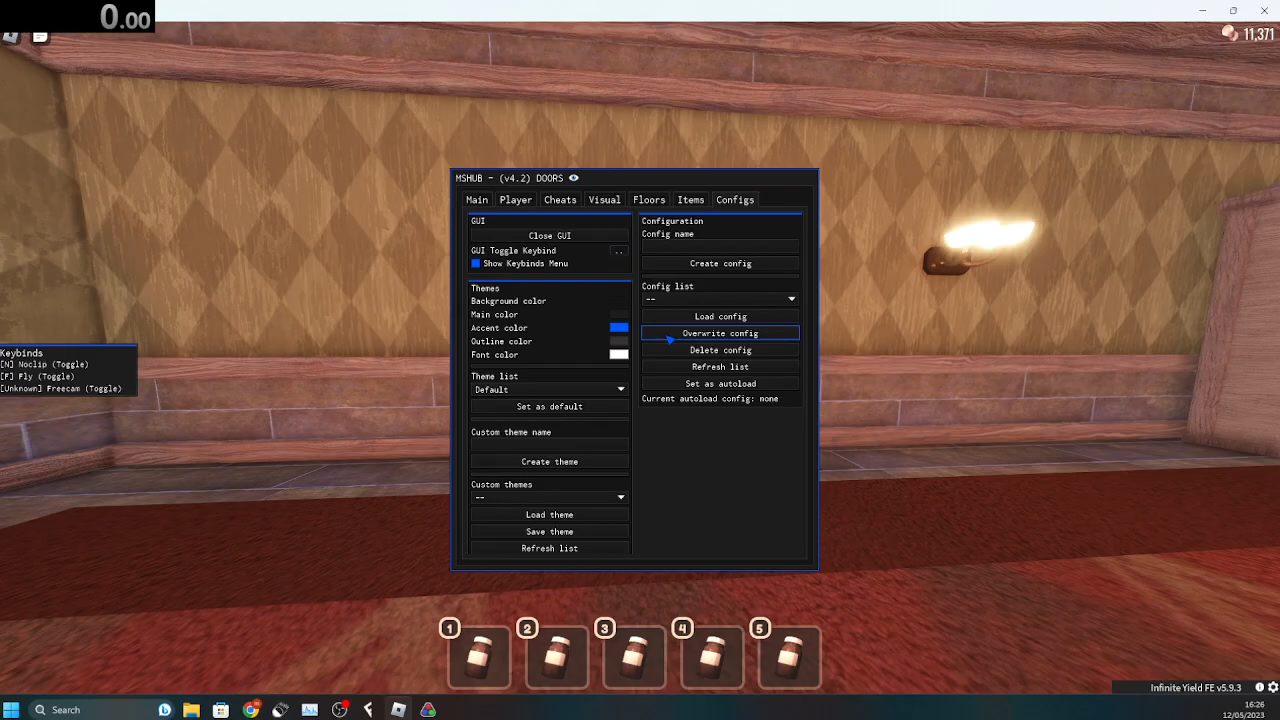 0.00
11,371
MSHUB - (v4.2) DOORS
Main Player Cheats Visual Floors Items Configs
GUI
Close GUI
GUI Toggle Keybind ..
Show Keybinds Menu
Themes
Background color
Main color
Accent color
Outline color
Font color
Theme list
Default
Set as default
Custom theme name
Create theme
Custom themes
--
Load theme
Save theme
Refresh list
Configuration
Config name
Create config
Config list
--
Load config
Overwrite config
Delete config
Refresh list
Set as autoload
Current autoload config: none
Keybinds
[N] Noclip (Toggle)
[F] Fly (Toggle)
[Unknown] Freecam (Toggle)
1 2 3 4 5
Infinite Yield FE v5.9.3
Search
16:26
12/05/2023